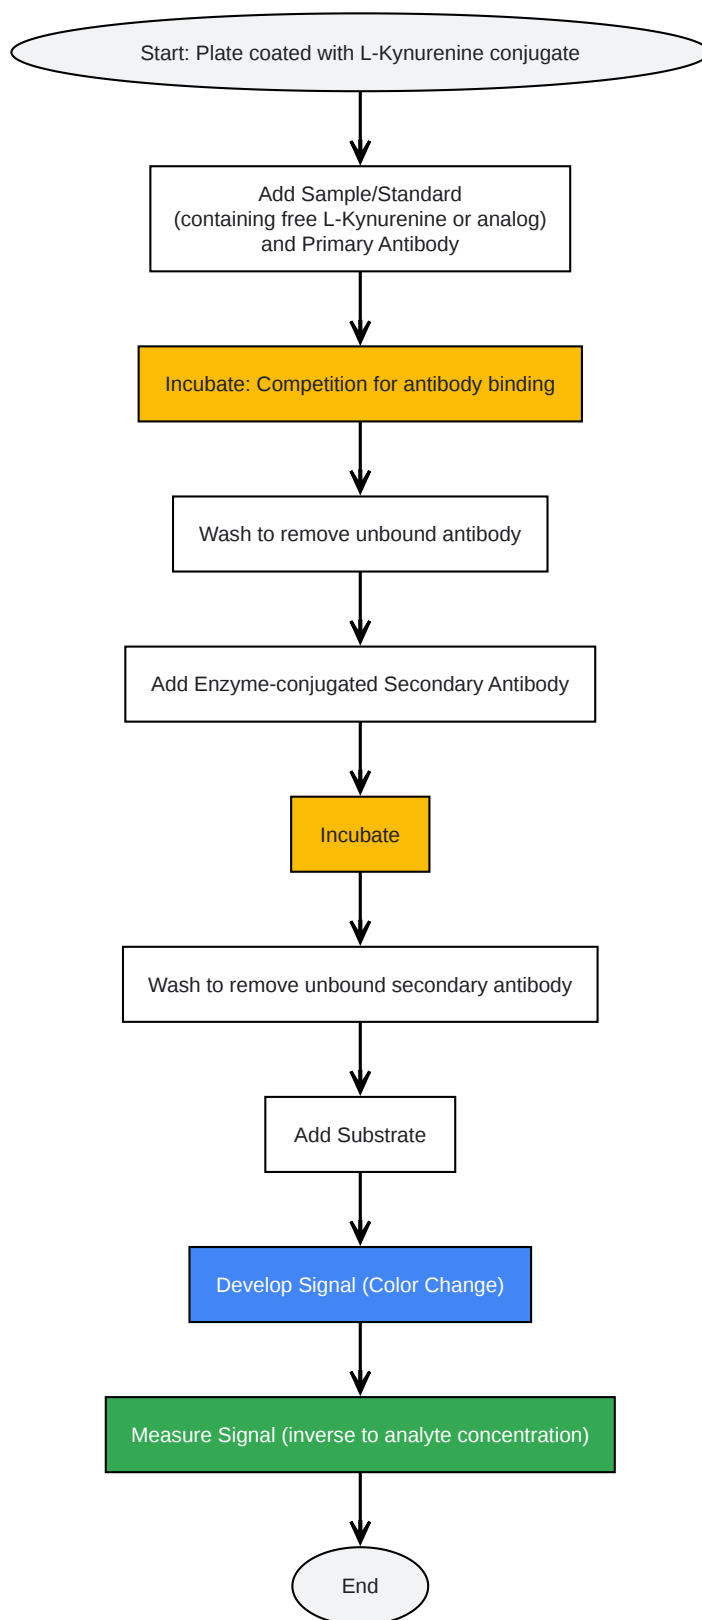 Start: Plate coated with L-Kynurenine conjugate
Add Sample/Standard
(containing free L-Kynurenine or analog)
and Primary Antibody
Incubate: Competition for antibody binding
Wash to remove unbound antibody
Add Enzyme-conjugated Secondary Antibody
Incubate
Wash to remove unbound secondary antibody
Add Substrate
Develop Signal (Color Change)
Measure Signal (inverse to analyte concentration)
End